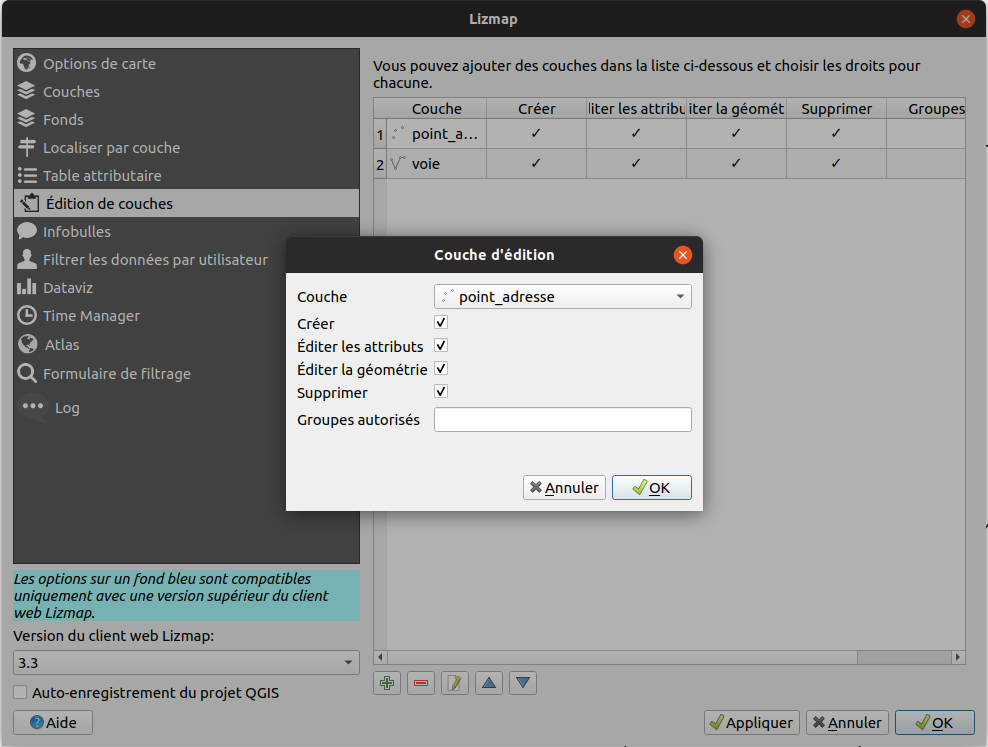 Lizmap
Options de carte
Couches
Fonds
Localiser par couche
Table attributaire
Édition de couches
Infobulles
Filtrer les données par utilisateur
Dataviz
Time Manager
Atlas
Formulaire de filtrage
Log
Les options sur un fond bleu sont compatibles
uniquement avec une version supérieur du client
web Lizmap.
Version du client web Lizmap:
3.3
Auto-enregistrement du projet QGIS
Aide
Vous pouvez ajouter des couches dans la liste ci-dessous et choisir les droits pour
chacune.
Couche Créer liter les attribu iter la géomét Supprimer Groupes
1 point_a... ✓ ✓ ✓ ✓
2 voie ✓ ✓ ✓ ✓
Couche d'édition
Couche point_adresse
Créer
Éditer les attributs
Éditer la géométrie
Supprimer
Groupes autorisés
Annuler OK
Appliquer Annuler OK